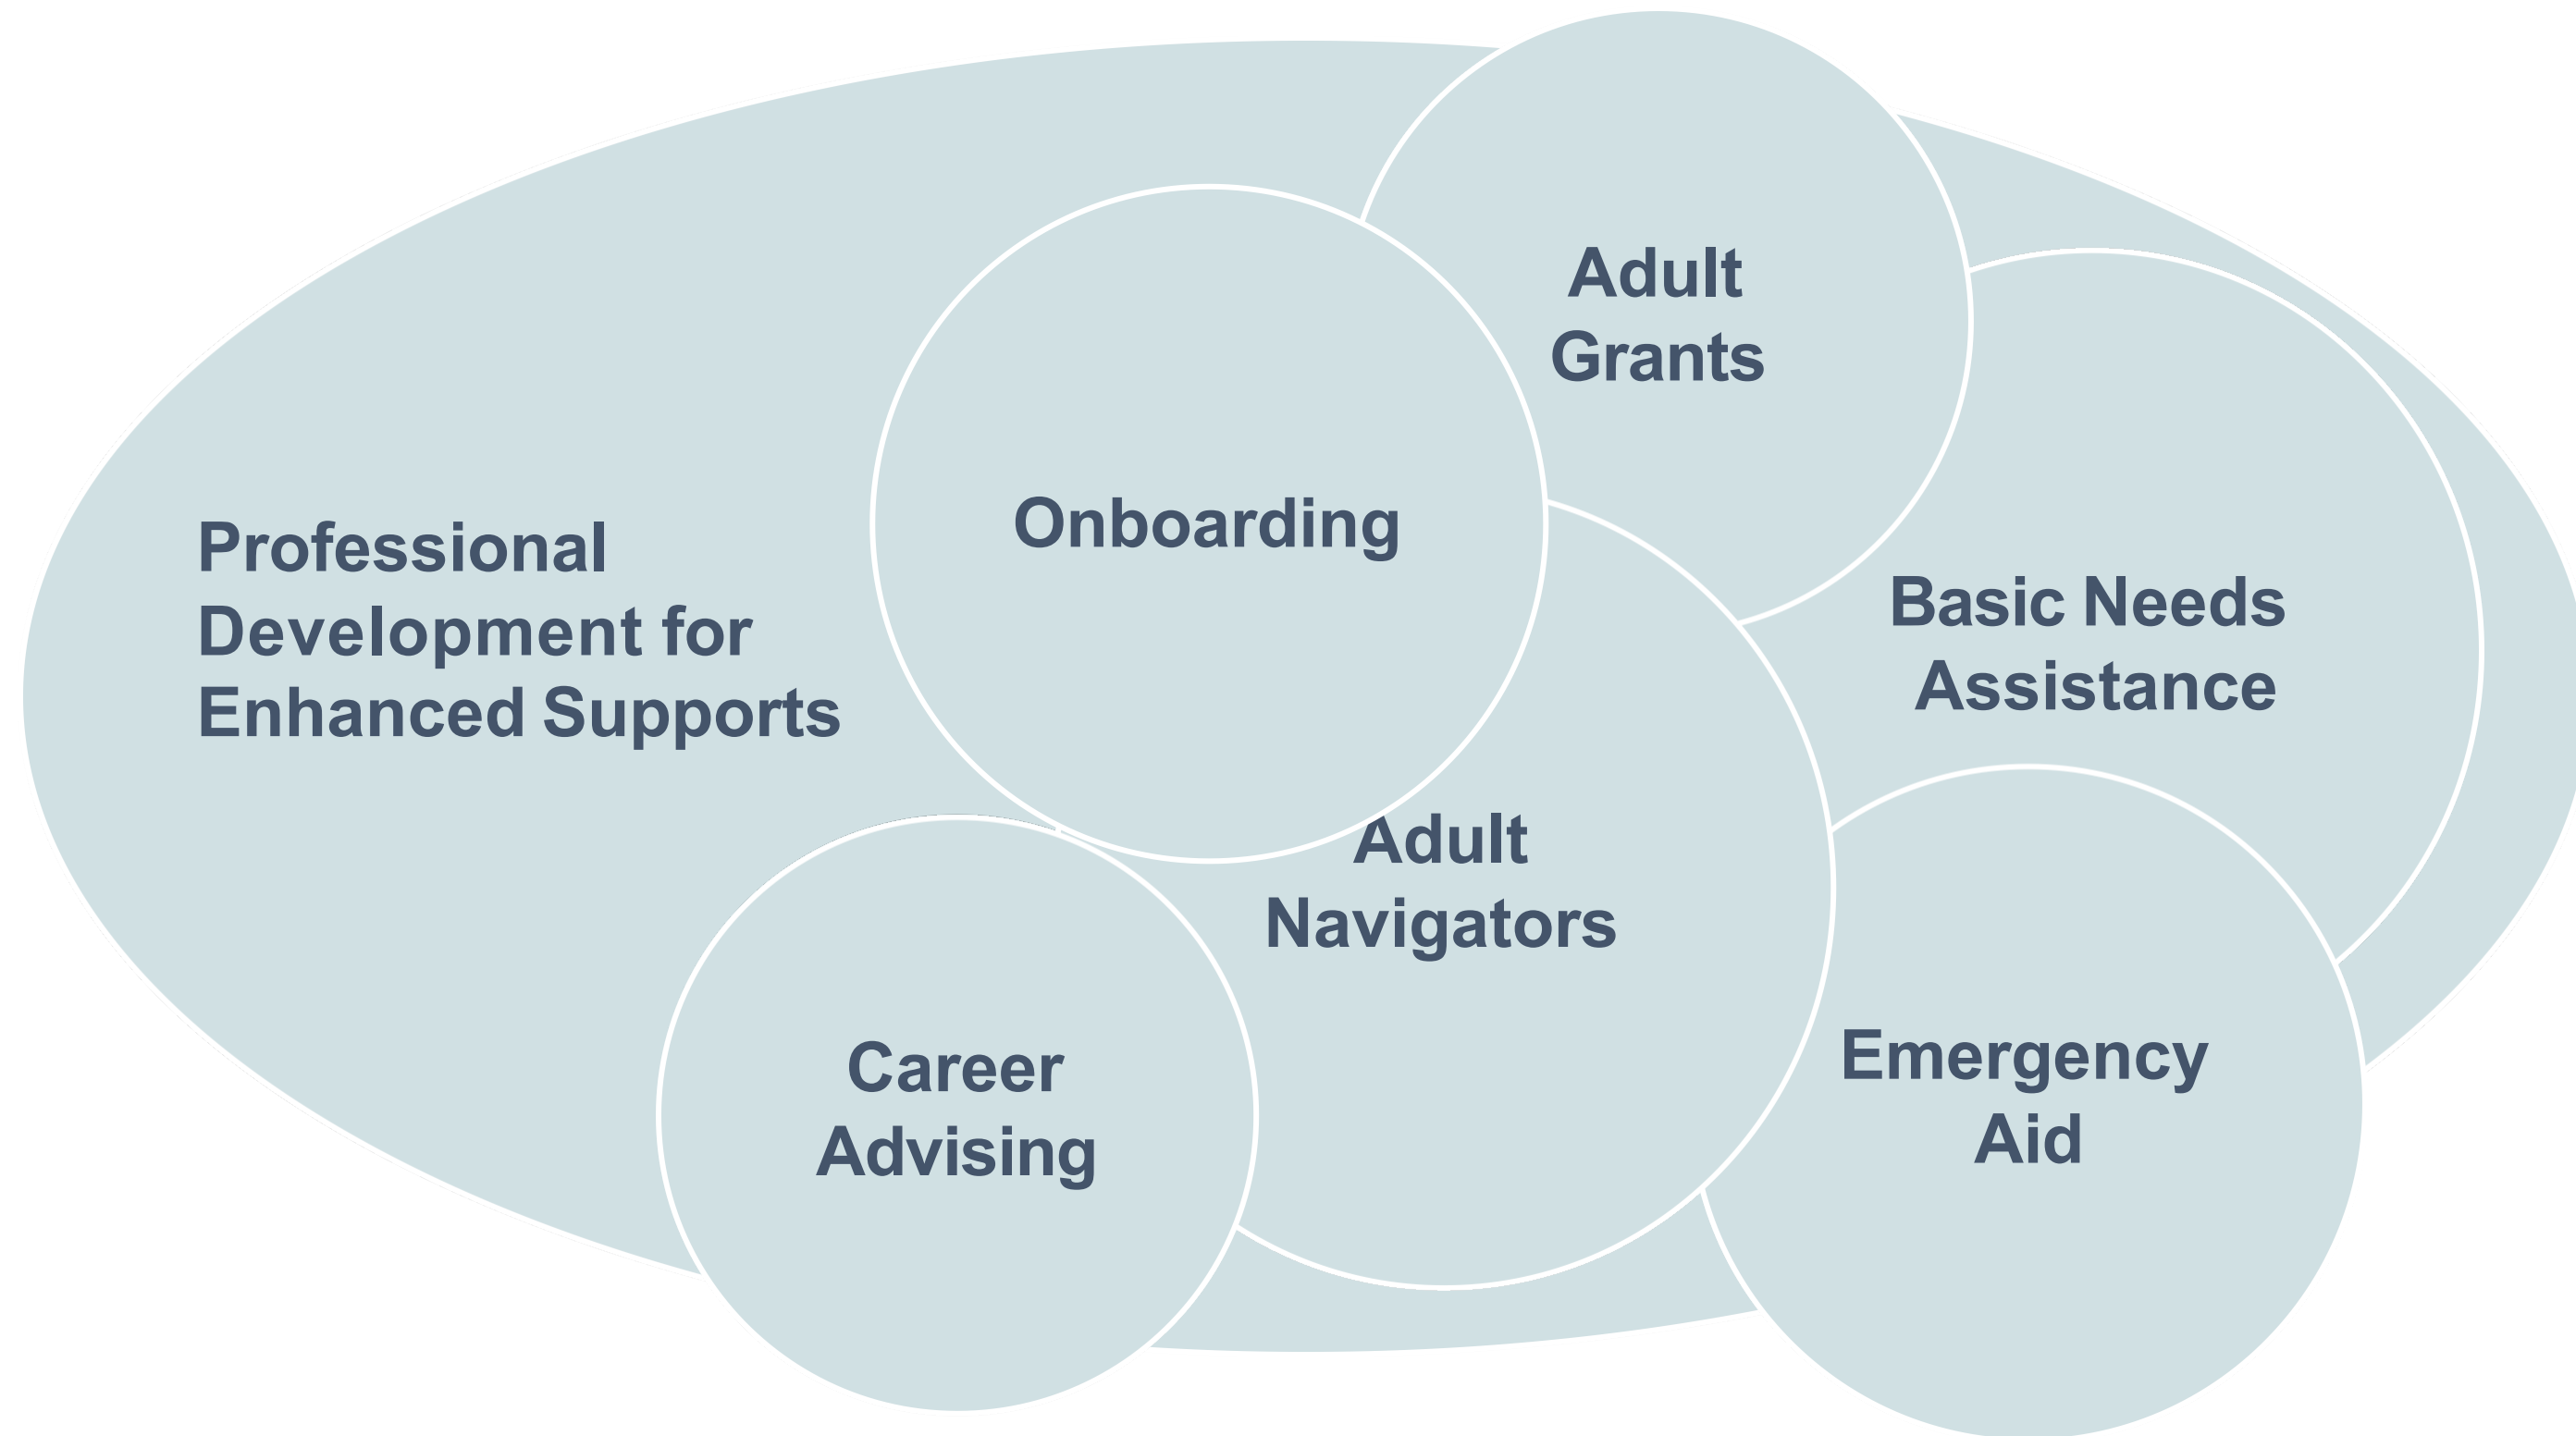 Adult
Grants
Onboarding
Professional
Development for
Enhanced Supports
Basic Needs
Assistance
Adult
Navigators
Career
Advising
Emergency
Aid